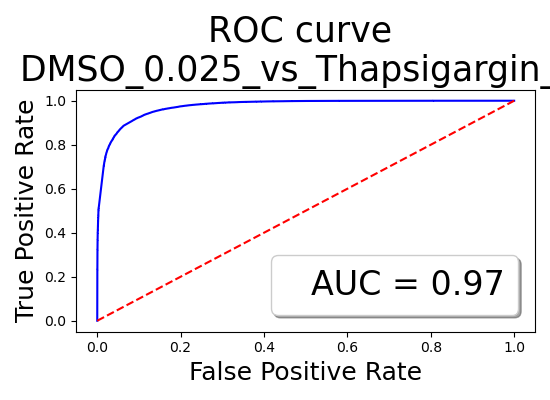 ROC curve
DMSO_0.025_vs_Thapsigargin_
1.0
0.8
0.6
0.4
0.2
0.0
True Positive Rate
AUC = 0.97
0.0 0.2 0.4 0.6 0.8 1.0
False Positive Rate